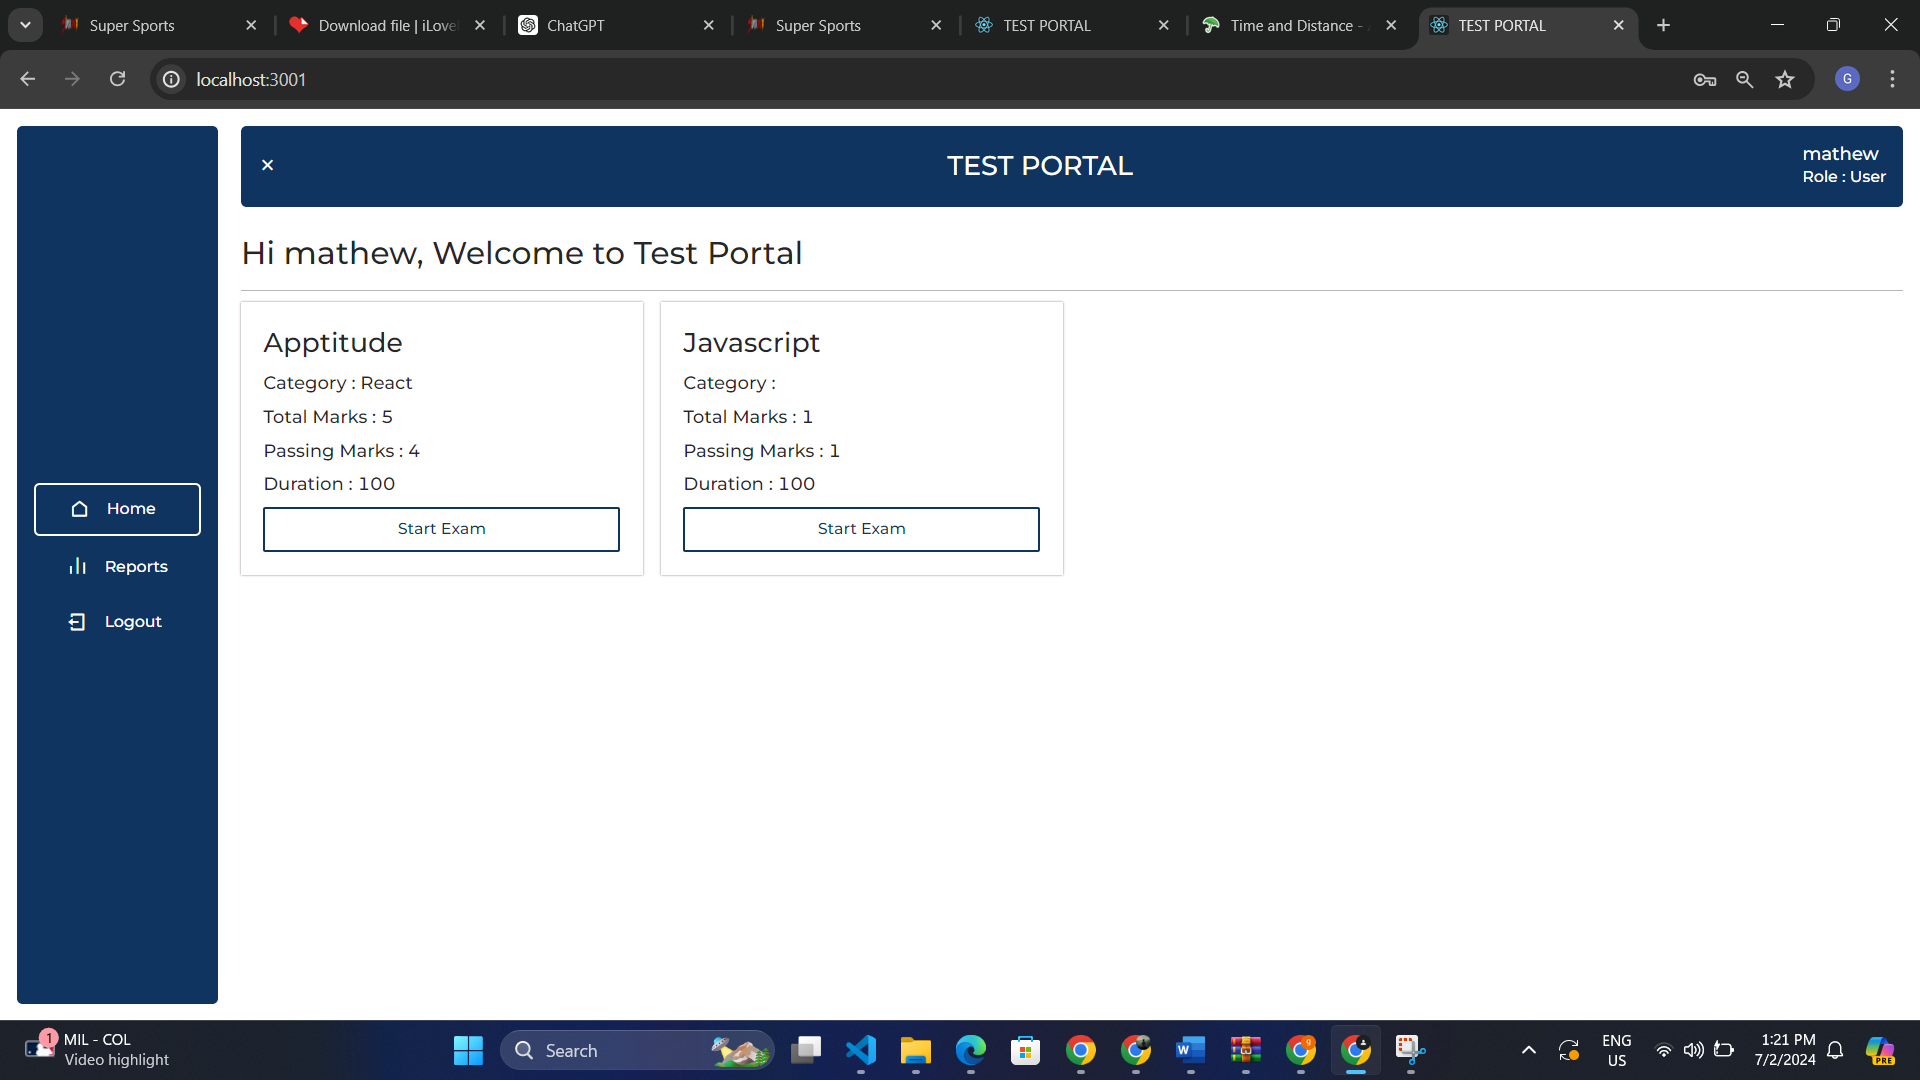 Super Sports
Download file | iLove
ChatGPT
Super Sports
TEST PORTAL
Time and Distance -
TEST PORTAL
localhost:3001
G
TEST PORTAL
mathew
Role : User
Hi mathew, Welcome to Test Portal
Apptitude
Category : React
Total Marks : 5
Passing Marks : 4
Duration : 100
Start Exam
Javascript
Category :
Total Marks : 1
Passing Marks : 1
Duration : 100
Start Exam
Home
Reports
Logout
1
MIL - COL
Video highlight
Search
ENG
US
1:21 PM
7/2/2024
PRE